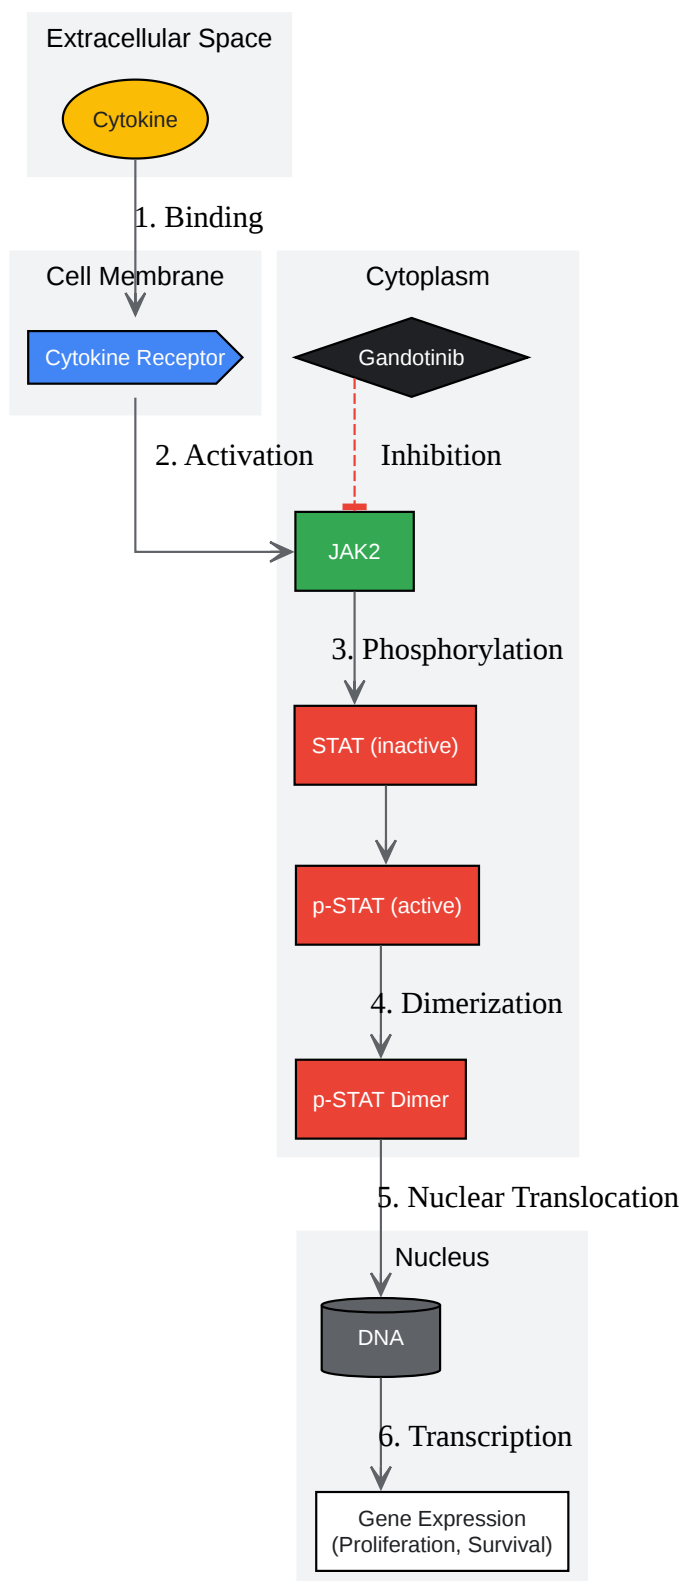 Extracellular Space
Cytokine
1. Binding
Cell Membrane
Cytoplasm
Cytokine Receptor
Gandotinib
2. Activation
Inhibition
JAK2
3. Phosphorylation
STAT (inactive)
p-STAT (active)
4. Dimerization
p-STAT Dimer
5. Nuclear Translocation
Nucleus
DNA
6. Transcription
Gene Expression
(Proliferation, Survival)